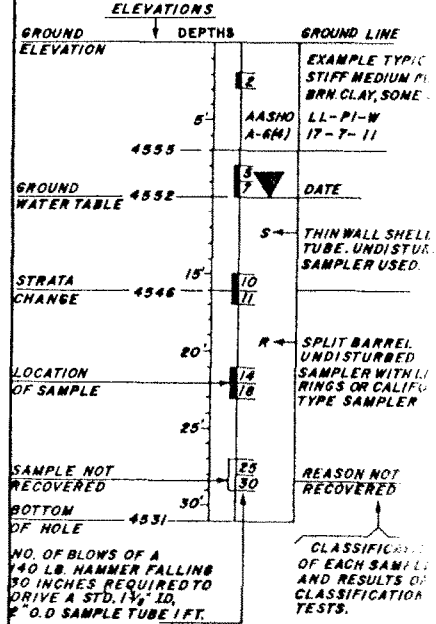 ELEVATIONS
GROUND ELEVATION
DEPTHS
GROUND LINE
EXAMPLE
STIFF MEDIUM
BRN. CLAY, SOME
2
5'
AASHO
A-6(4)
LL-PI-W
17-7-11
4555
5
7
GROUND
WATER TABLE
4552
DATE
S
THIN WALL
TUBE. 
SAMPLER USED.
15'
STRATA
CHANGE
4546
10
11
20'
R
SPLIT BARREL
UNDISTURBED
SAMPLER WITH
RINGS OR
TYPE SAMPLER
LOCATION
OF SAMPLE
14
18
25'
SAMPLE NOT
RECOVERED
25
30
REASON NOT
RECOVERED
30'
BOTTOM
OF HOLE
4531
NO. OF BLOWS OF A
140 LB. HAMMER FALLING
30 INCHES REQUIRED TO
DRIVE A STD. I.D,
2" O.D SAMPLE TUBE 1 FT.
OF EACH
AND RESULTS OF
CLASSIFICATION
TESTS.